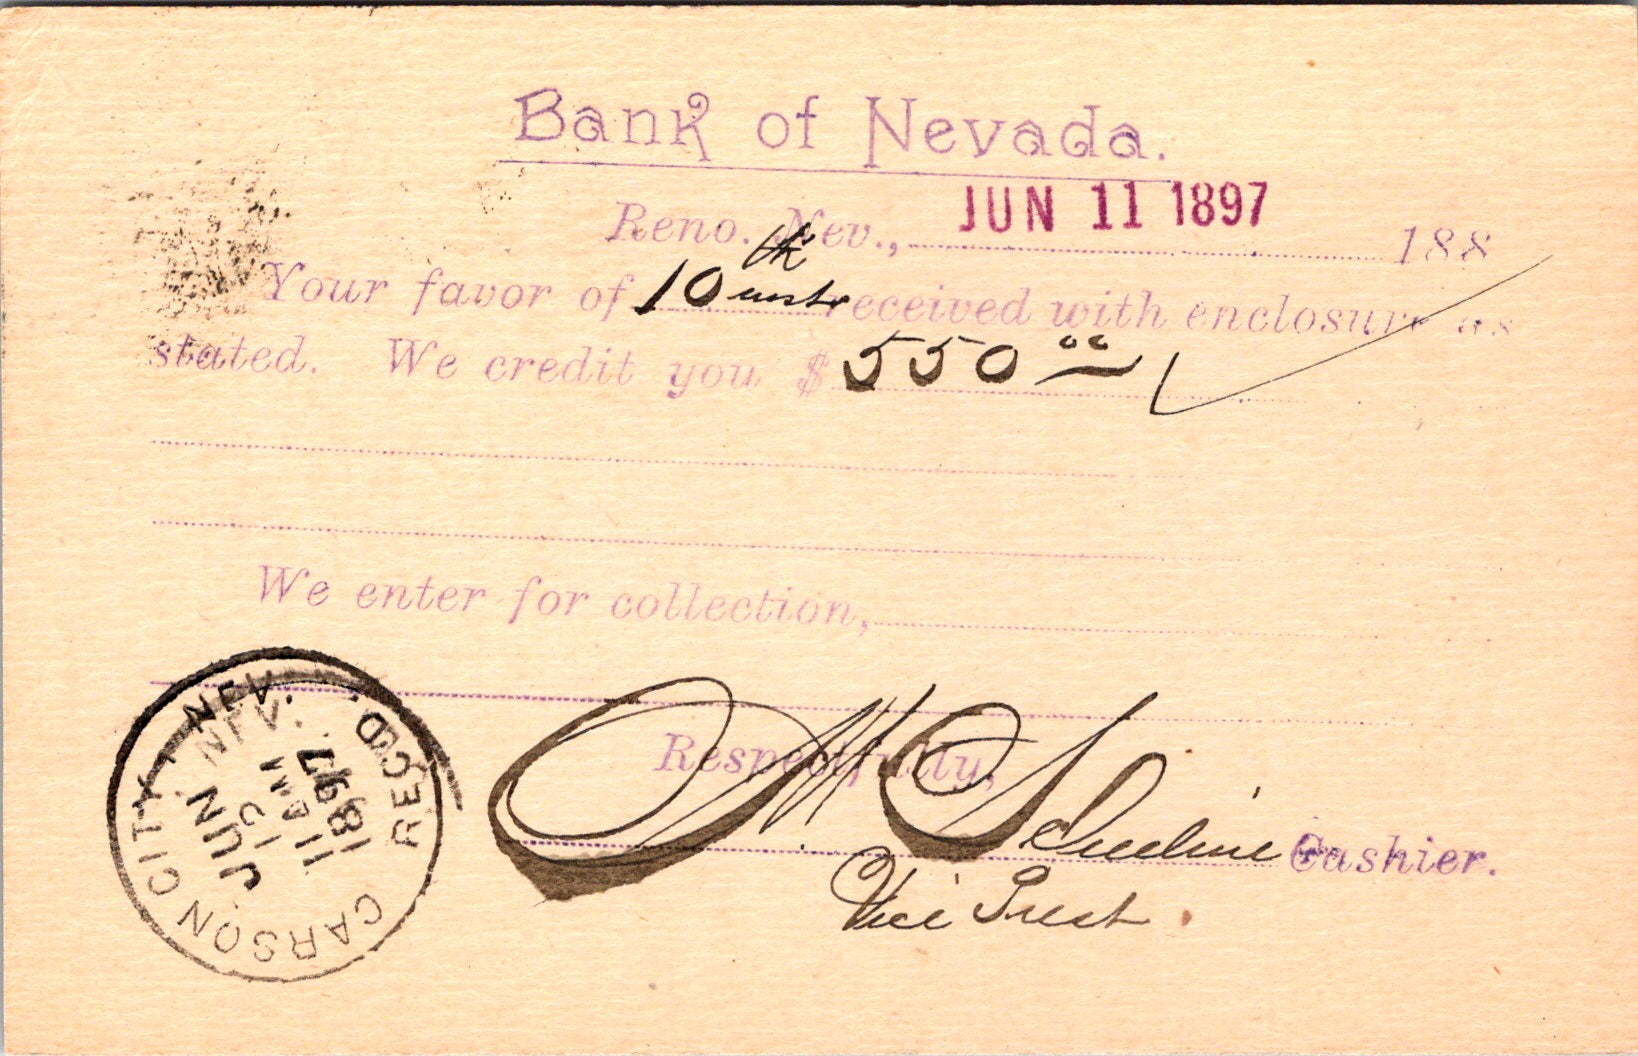 Bank of Nevada.
JUN 11 1897
Reno. Nev., 188
Your favor of 10th inst received with enclosure as
stated. We credit you $ 550 00
We enter for collection,
Respectfully,
M Scheeline Cashier.
Vice Prest
CARSON CITY NEV. REC'D.
NEV.
JUN
11 AM
1897